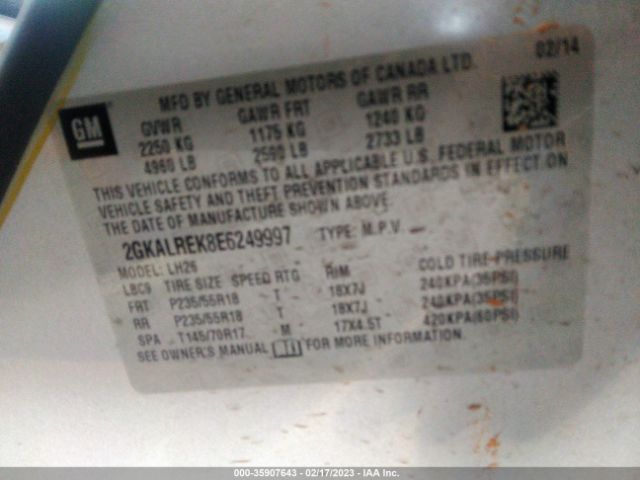 02/14
MFD BY GENERAL MOTORS OF CANADA LTD.
GM
GVWR GAWR FRT GAWR RR
2250 KG 1175 KG 1240 KG
4960 LB 2590 LB 2733 LB
THIS VEHICLE CONFORMS TO ALL APPLICABLE U.S. FEDERAL MOTOR
VEHICLE SAFETY AND THEFT PREVENTION STANDARDS IN EFFECT ON
THE DATE OF MANUFACTURE SHOWN ABOVE.
2GKALREK8E6249997 TYPE: M.P.V.
MODEL: LH26
LBC9 TIRE SIZE SPEED RTG RIM COLD TIRE PRESSURE
FRT P235/55R18 T 18X7J 240KPA(35PSI)
RR P235/55R18 T 18X7J 240KPA(35PSI)
SPA T145/70R17 M 17X4.5T 420KPA(60PSI)
SEE OWNER'S MANUAL FOR MORE INFORMATION.
000-35907643 - 02/17/2023 - IAA Inc.